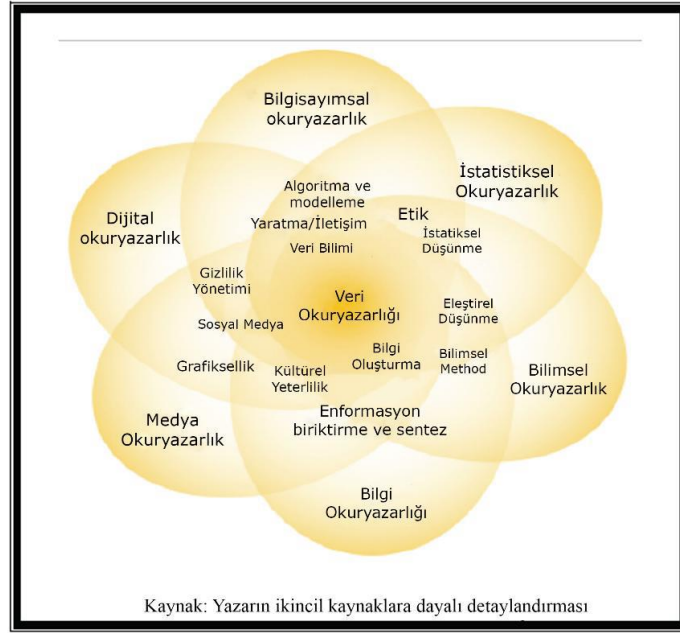 Bilgisayımsal
okuryazarlık
İstatistiksel
Okuryazarlık
Algoritma ve
modelleme
Yaratma/İletişim
Etik
Dijital
okuryazarlık
Veri Bilimi
İstatiksel
Düşünme
Gizlilik
Yönetimi
Veri
Okuryazarlığı
Eleştirel
Düşünme
Sosyal Medya
Grafiksellik
Kültürel
Yeterlilik
Bilgi
Oluşturma
Bilimsel
Method
Bilimsel
Okuryazarlık
Medya
Okuryazarlık
Enformasyon
biriktirme ve sentez
Bilgi
Okuryazarlığı
Kaynak: Yazarın ikincil kaynaklara dayalı detaylandırması